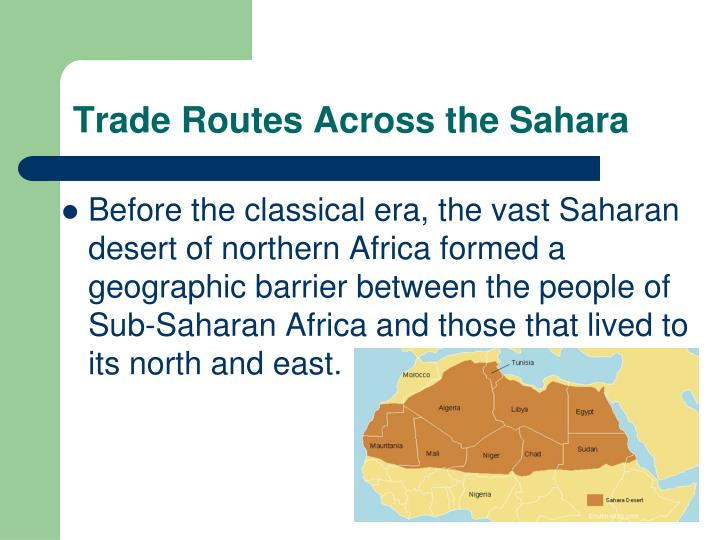 Trade Routes Across the Sahara
Before the classical era, the vast Saharan
desert of northern Africa formed a
geographic barrier between the people of
Sub-Saharan Africa and those that lived to
its north and east.
Tunisia
Morocco
Algeria
Libya
Egypt
Mauritania
Mali
Niger
Chad
Sudan
Nigeria
Sahara Desert